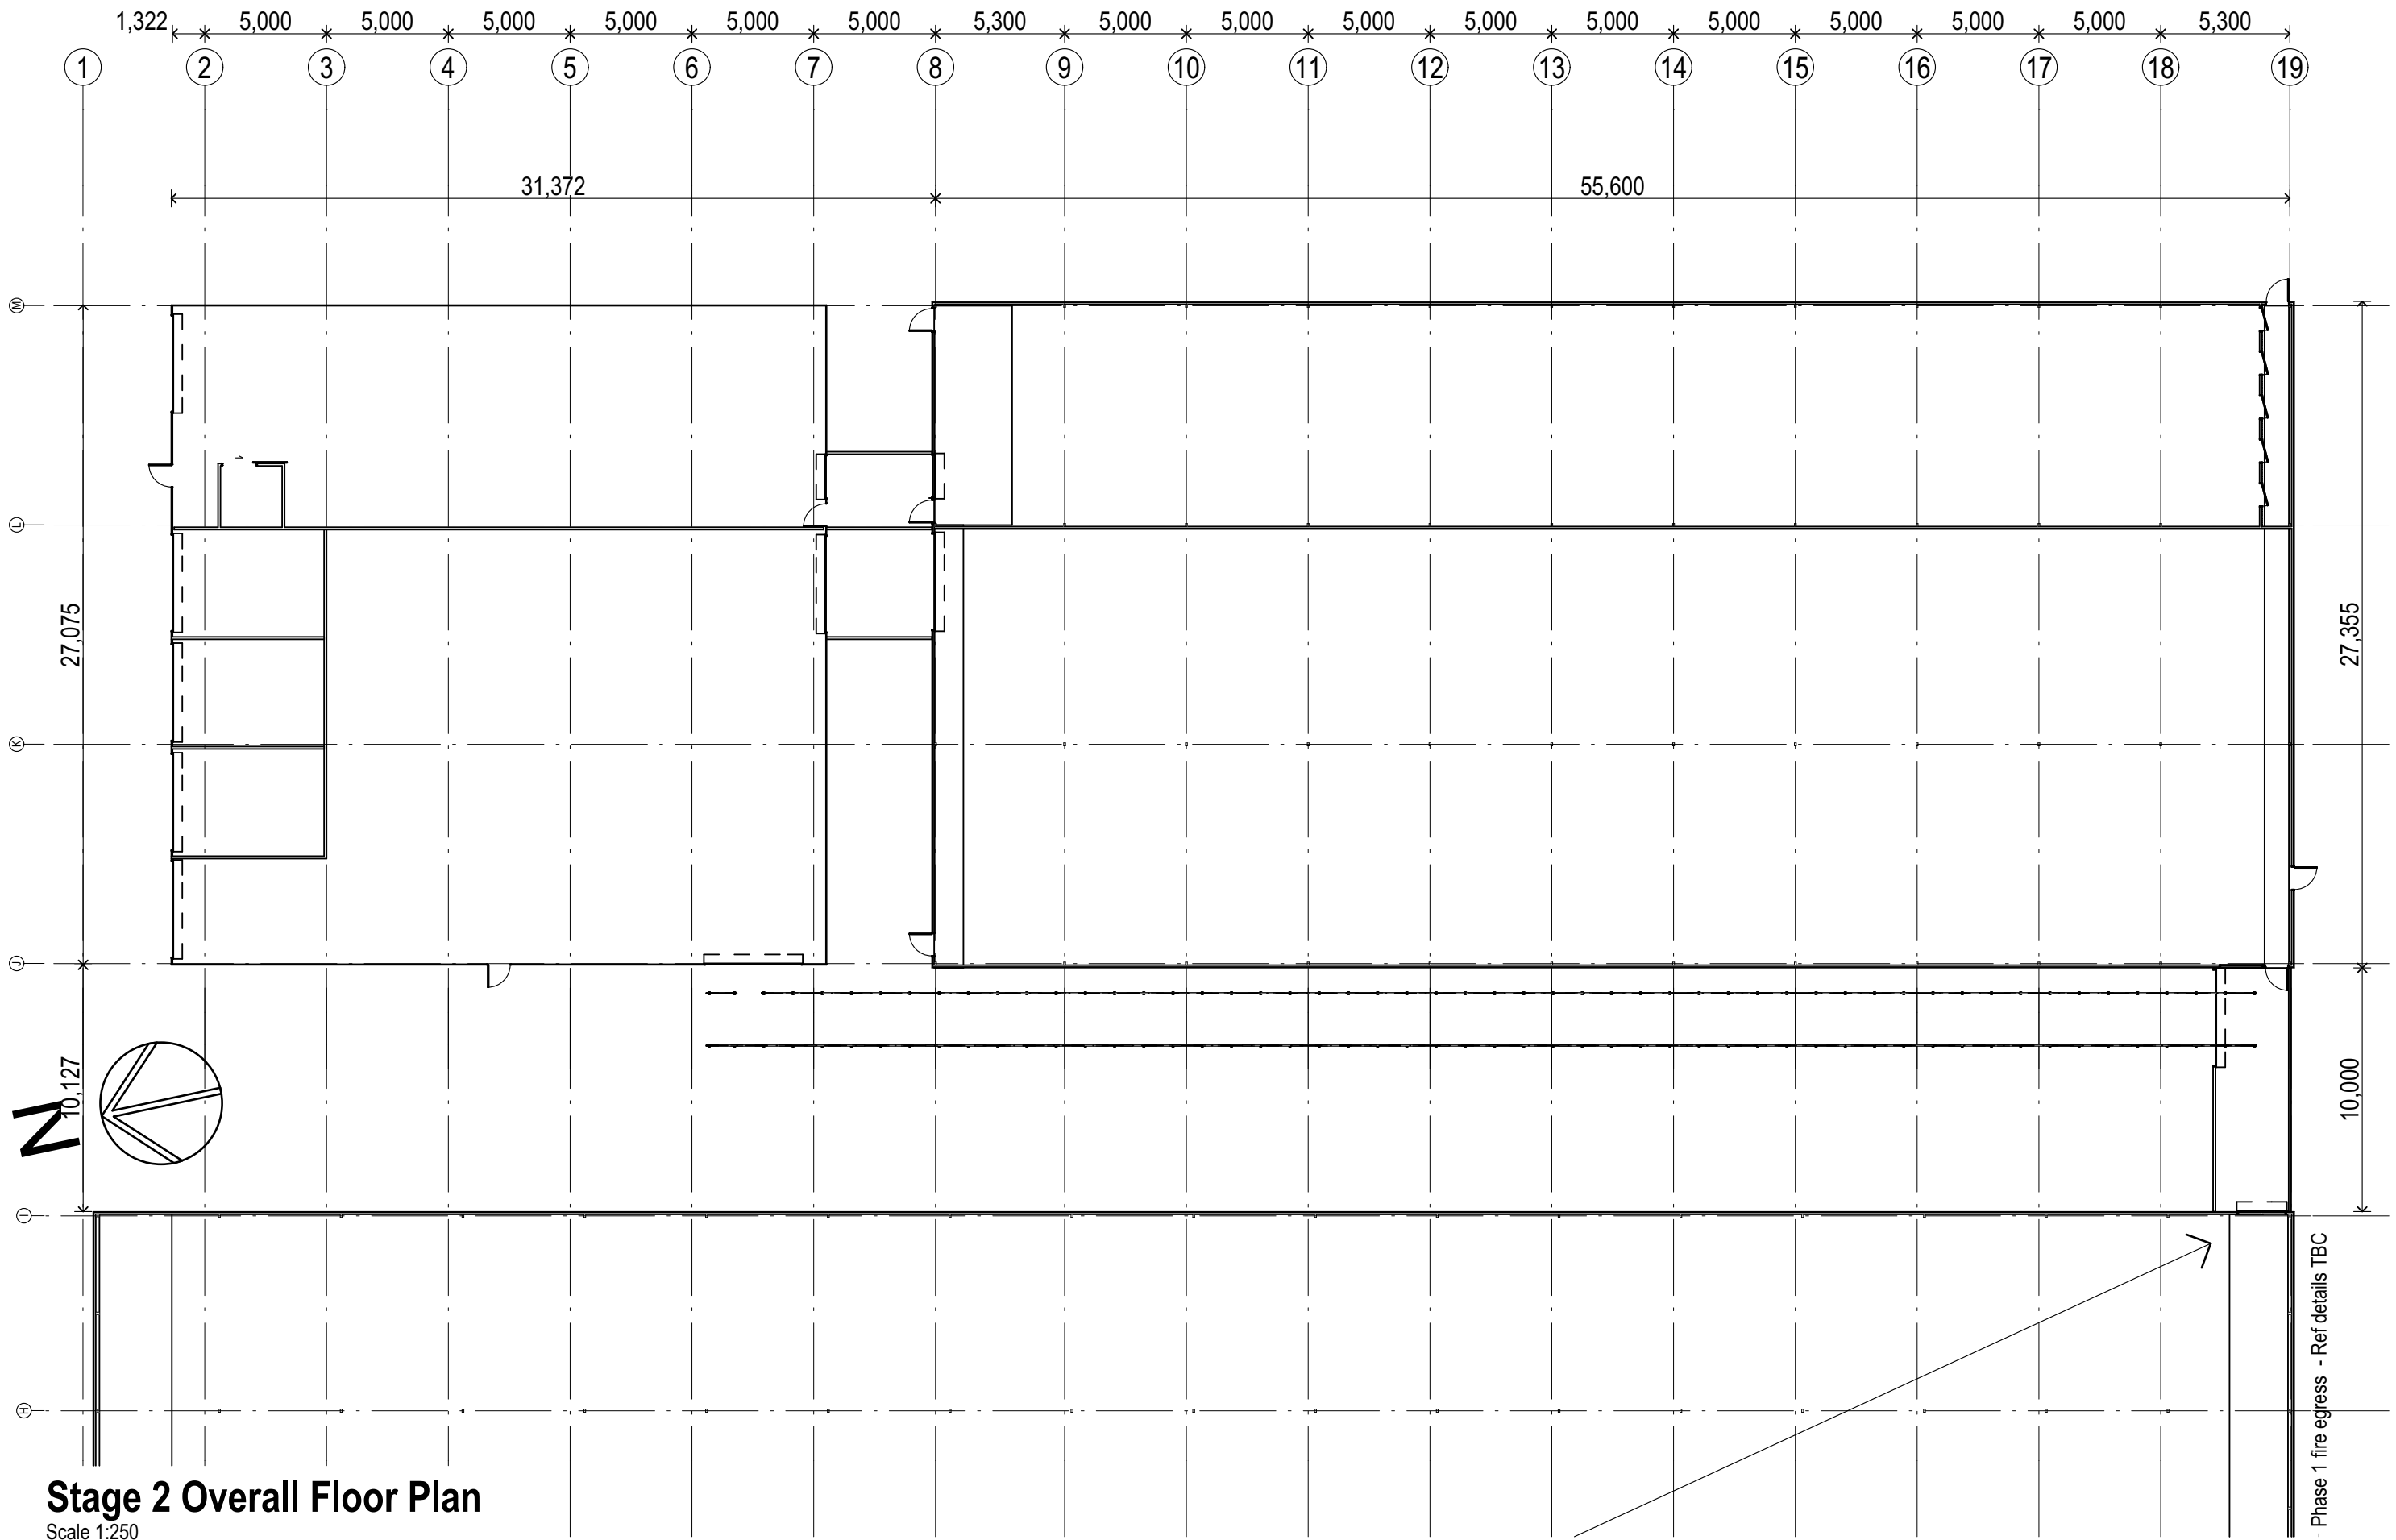 1,322 5,000 5,000 5,000 5,000 5,000 5,000 5,300 5,000 5,000 5,000 5,000 5,000 5,000 5,000 5,000 5,000 5,300
1 2 3 4 5 6 7 8 9 10 11 12 13 14 15 16 17 18 19
31,372 55,600
M
L
27,075 27,355
K
J
10,127 10,000
N
I
H
- Phase 1 fire egress - Ref details TBC
Stage 2 Overall Floor Plan
Scale 1:250